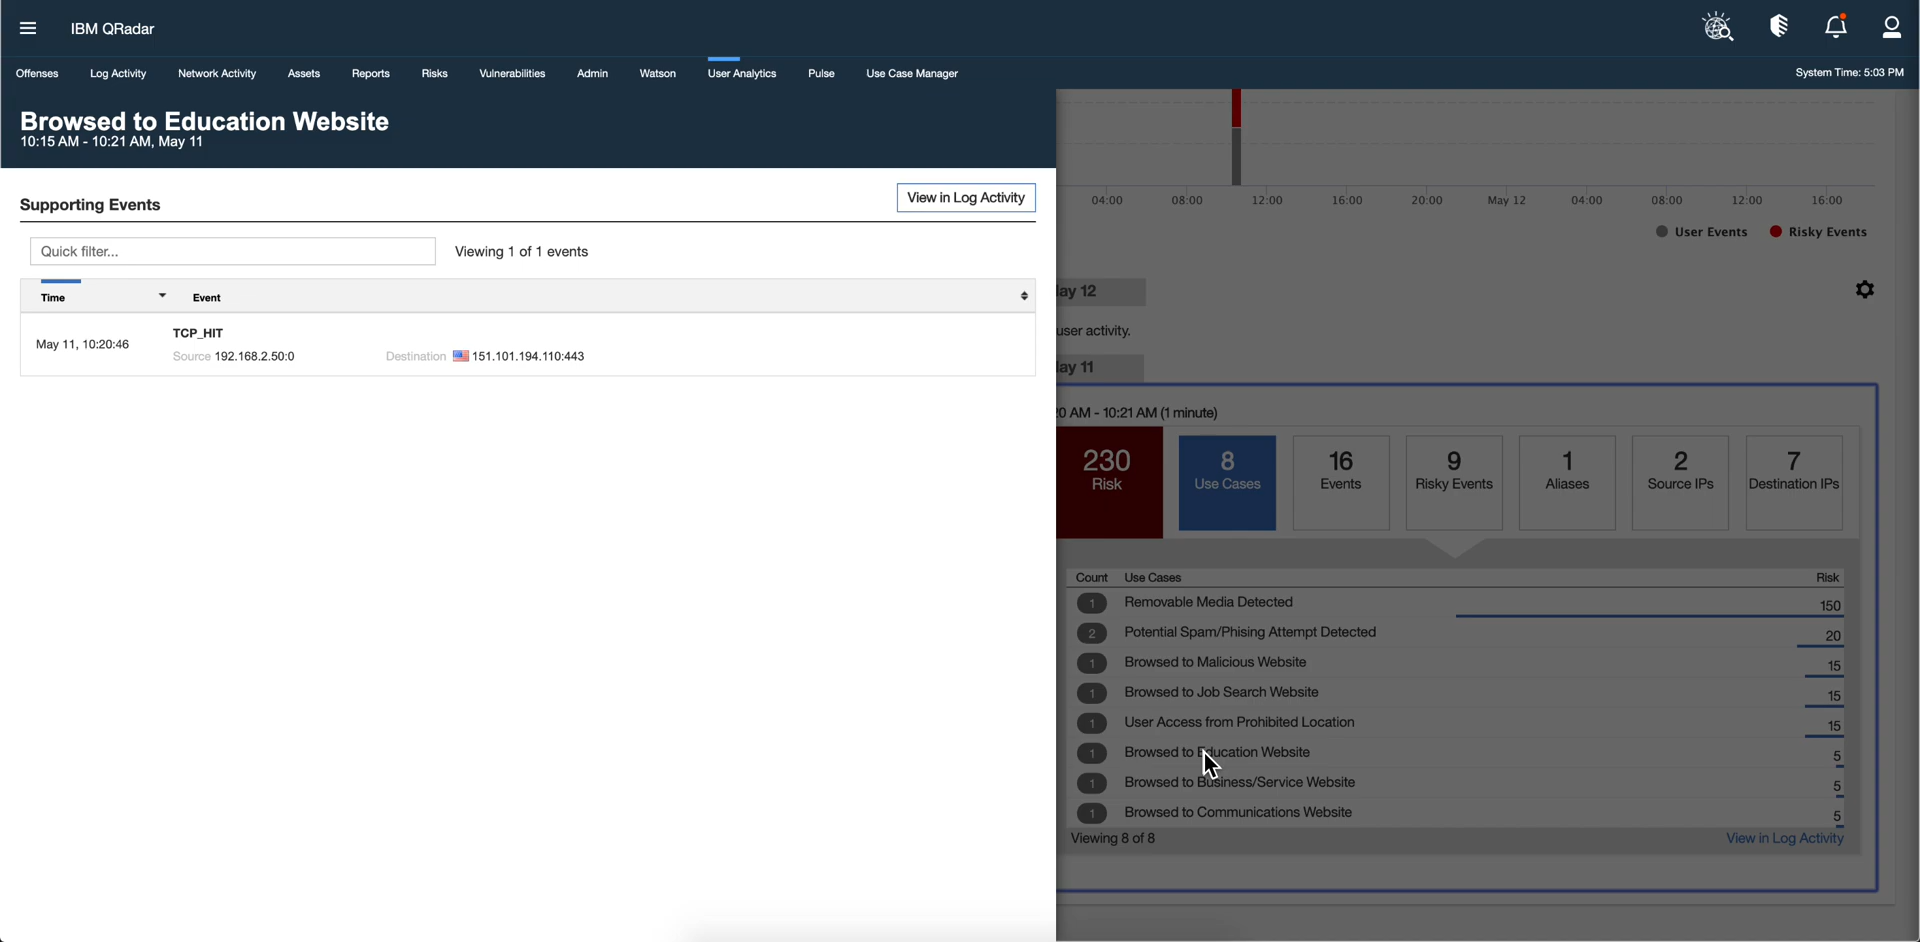 IBM QRadar
Offenses Log Activity Network Activity Assets Reports Risks Vulnerabilities Admin Watson User Analytics Pulse Use Case Manager System Time: 5:03 PM
Browsed to Education Website
10:15 AM - 10:21 AM, May 11
Supporting Events
View in Log Activity
Quick filter...
Viewing 1 of 1 events
Time Event
May 11, 10:20:46
TCP_HIT
Source 192.168.2.50:0 Destination 151.101.194.110:443
04:00 08:00 12:00 16:00 20:00 May 12 04:00 08:00 12:00 16:00
User Events Risky Events
ay 12
user activity.
ay 11
0 AM - 10:21 AM (1 minute)
230 8 16 9 1 2 7
Risk Use Cases Events Risky Events Aliases Source IPs Destination IPs
Count Use Cases Risk
1 Removable Media Detected 150
2 Potential Spam/Phising Attempt Detected 20
1 Browsed to Malicious Website 15
1 Browsed to Job Search Website 15
1 User Access from Prohibited Location 15
1 Browsed to Education Website 5
1 Browsed to Business/Service Website 5
1 Browsed to Communications Website 5
Viewing 8 of 8 View in Log Activity